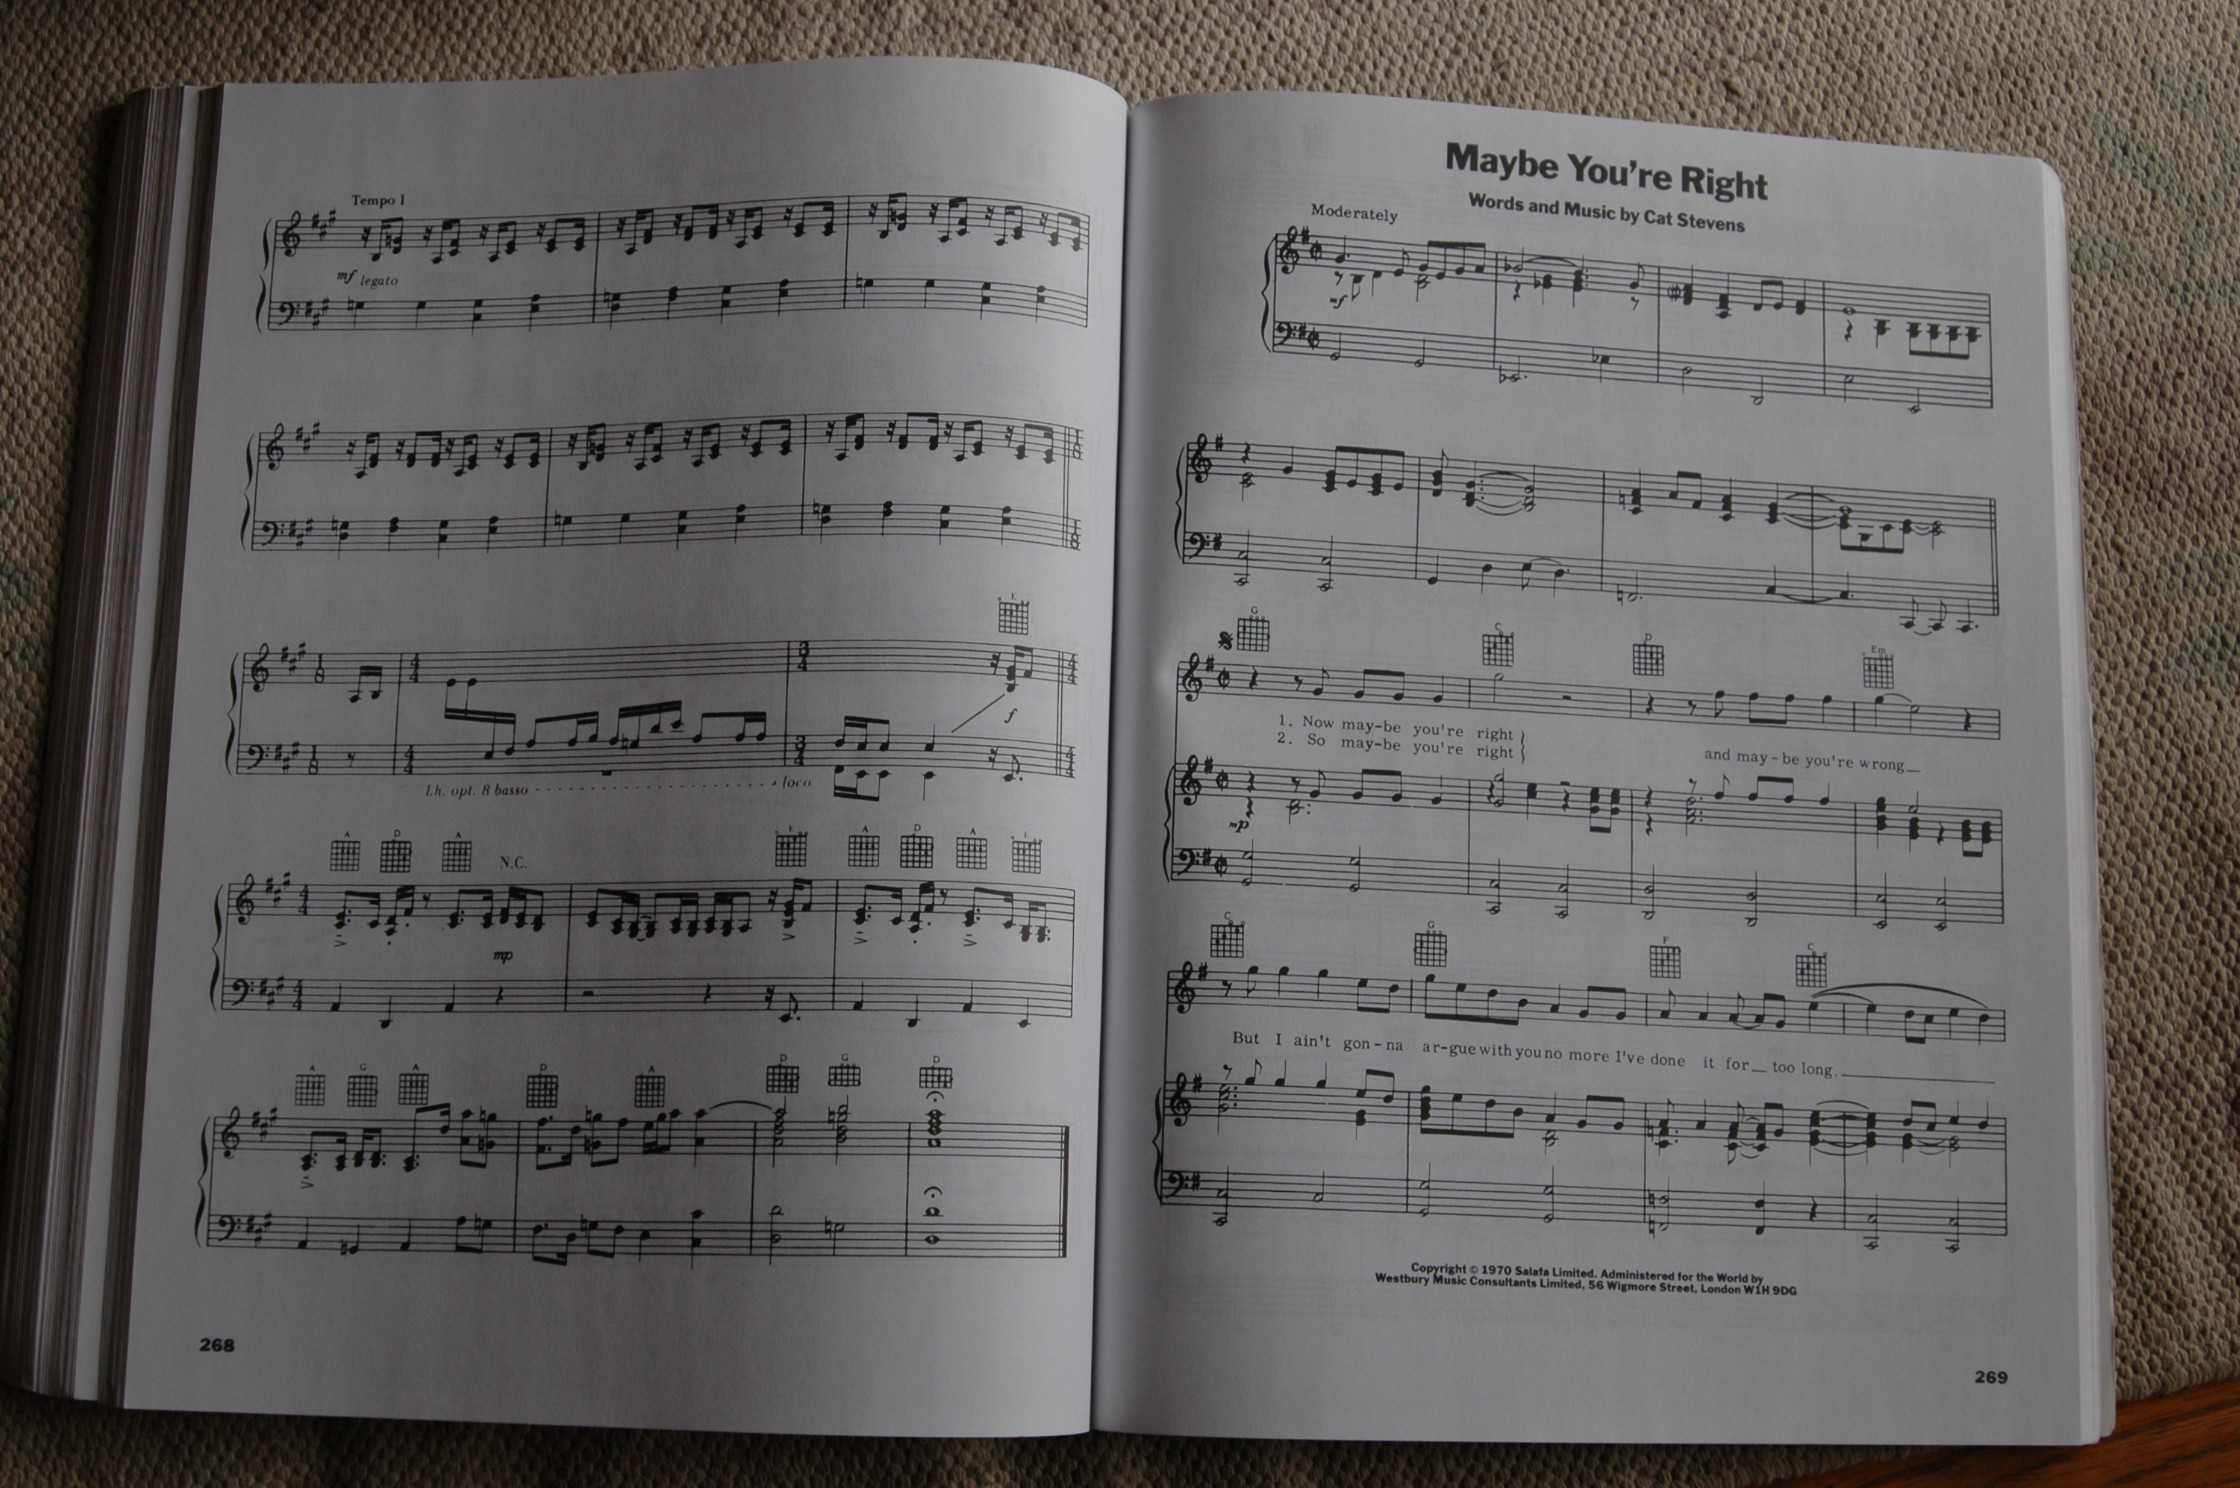 Tempo I
mf legato
E
f
l.h. opt. 8 basso
loco
A D A N.C. E A D A
mp
A G A D A D G D
268
Maybe You're Right
Words and Music by Cat Stevens
Moderately
mf
G C D Em
1. Now may-be you're right
2. So may-be you're right
and may-be you're wrong
mp
C G F C
But I ain't gon-na ar-gue with you no more I've done it for too long.
Copyright © 1970 Salafa Limited. Administered for the World by
Westbury Music Consultants Limited, 56 Wigmore Street, London W1H 9DG
269